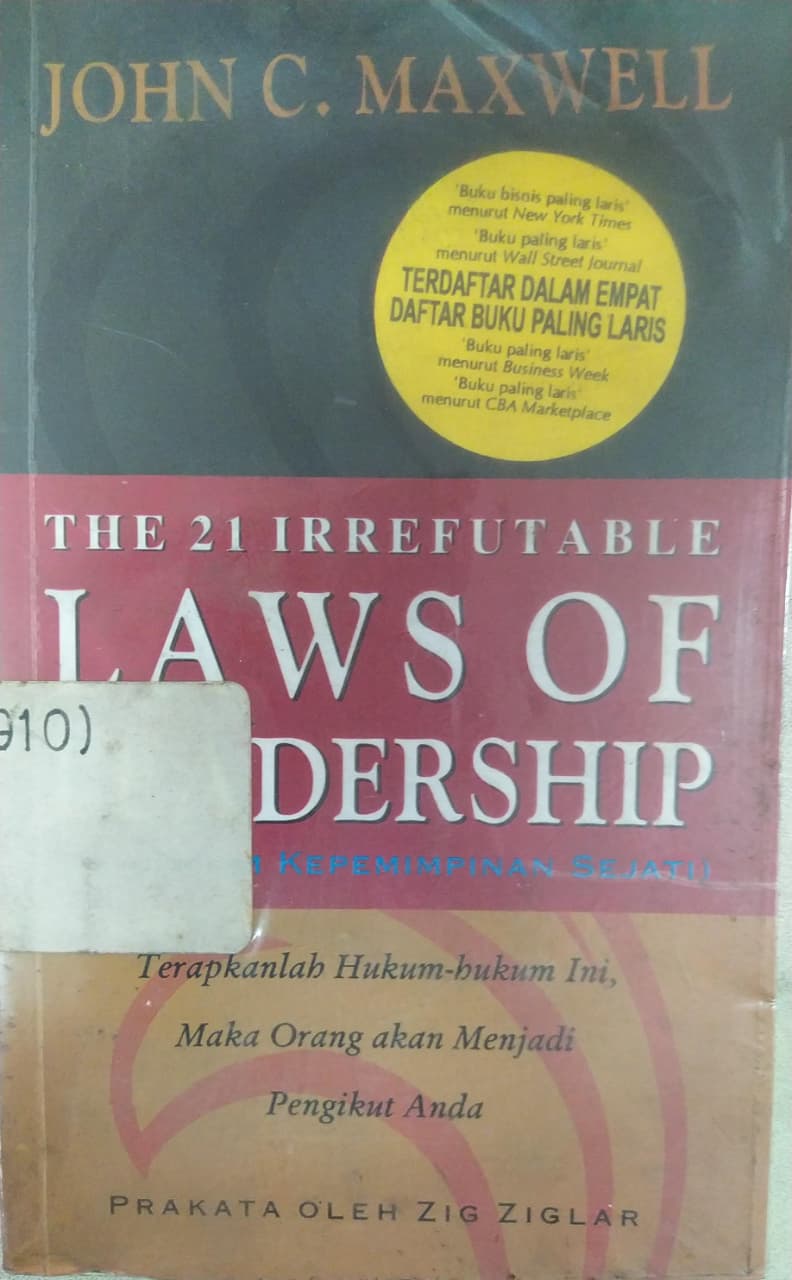 JOHN C. MAXWELL
'Buku bisnis paling laris'
menurut New York Times
'Buku paling laris'
menurut Wall Street Journal
TERDAFTAR DALAM EMPAT
DAFTAR BUKU PALING LARIS
'Buku paling laris'
menurut Business Week
'Buku paling laris'
menurut CBA Marketplace
THE 21 IRREFUTABLE
LAWS OF
910)
DERSHIP
KEPEMIMPINAN SEJATI)
Terapkanlah Hukum-hukum Ini,
Maka Orang akan Menjadi
Pengikut Anda
PRAKATA OLEH ZIG ZIGLAR